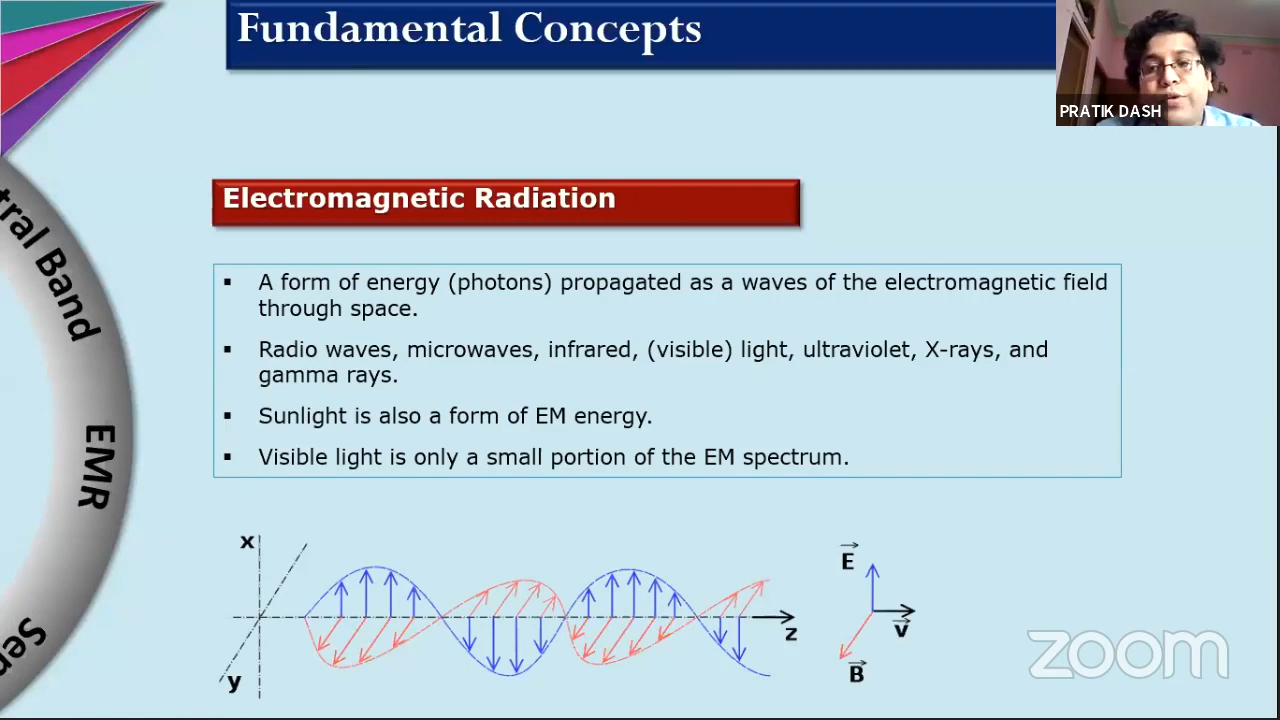 Fundamental Concepts
PRATIK DASH
Electromagnetic Radiation
▪ A form of energy (photons) propagated as a waves of the electromagnetic field
through space.
▪ Radio waves, microwaves, infrared, (visible) light, ultraviolet, X-rays, and
gamma rays.
▪ Sunlight is also a form of EM energy.
▪ Visible light is only a small portion of the EM spectrum.
tral Band
EMR
Sen
x
y
z
E
v
B
zoom